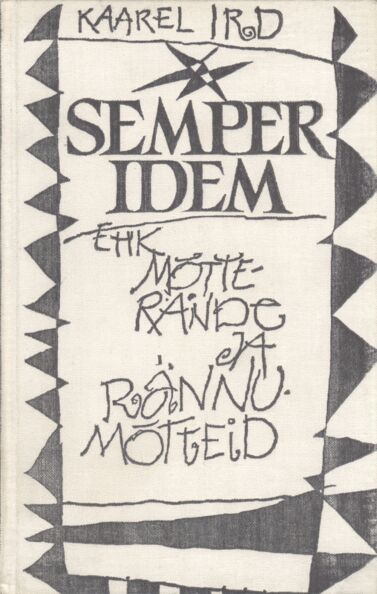 KAAREL IRD
SEMPER
IDEM
EHK
MÕTTE-
RÄNDE
JA
RÄNNU-
MÕTTEID